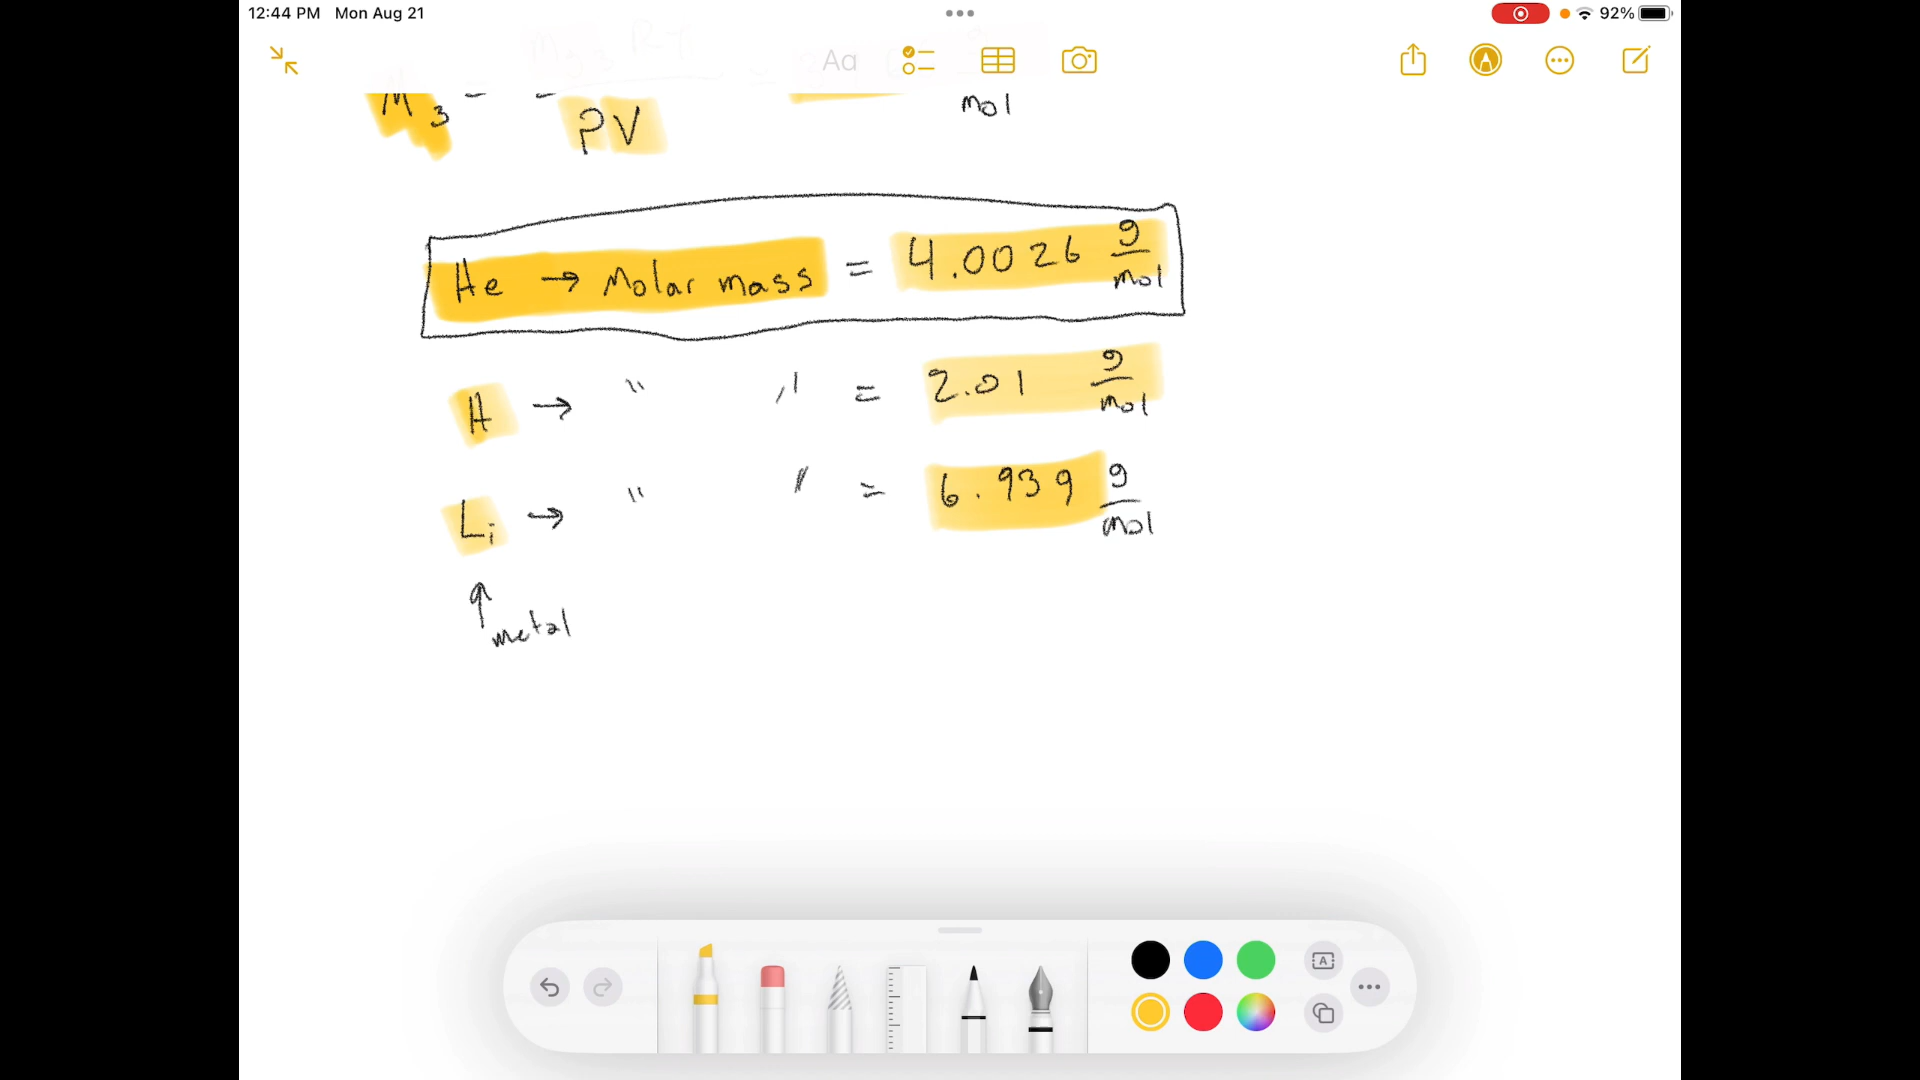 12:44 PM Mon Aug 21
92%
Aa
M3 =
PV
mol
He → Molar mass = 4.0026 g/mol
H → " " = 2.01 g/mol
Li → " " = 6.939 g/mol
↑
metal
A